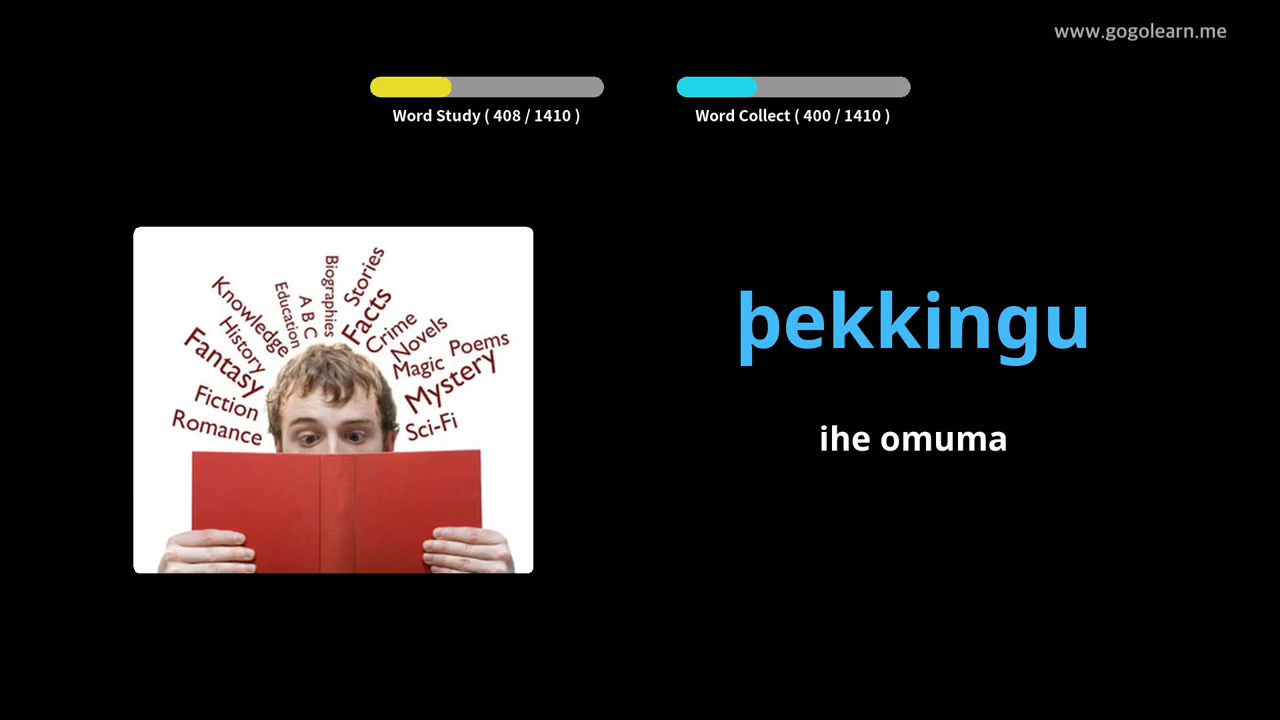 www.gogolearn.me
Word Study ( 408 / 1410 )
Word Collect ( 400 / 1410 )
Stories
Biographies
Facts
Knowledge
Education
A B C
Crime
Novels
History
Poems
Fantasy
Magic
Mystery
Fiction
Romance
Sci-Fi
þekkingu
ihe omuma